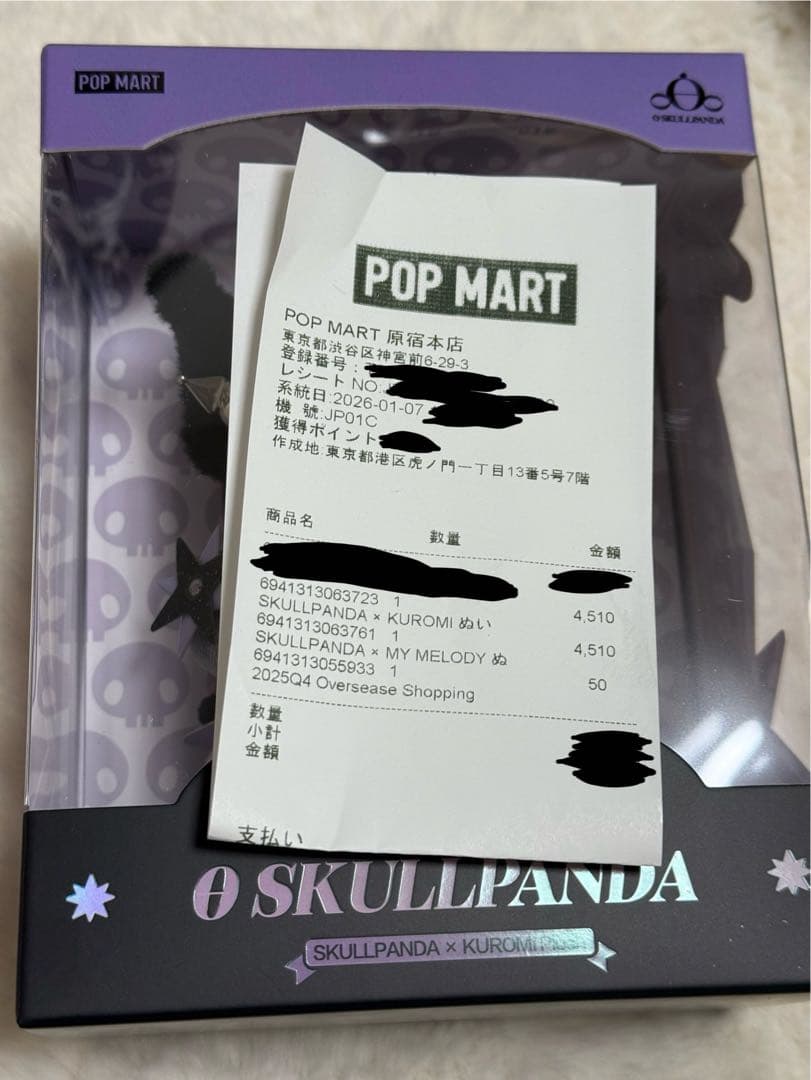 POP MART
θ SKULLPANDA
POP MART
POP MART 原宿本店
東京都渋谷区神宮前6-29-3
登録番号:
レシート NO:
系統日:2026-01-07
機 號:JP01C
獲得ポイント
作成地:東京都港区虎ノ門一丁目13番5号7階
商品名 数量 金額
6941313063723 1 4,510
SKULLPANDA × KUROMI ぬい
6941313063761 1 4,510
SKULLPANDA × MY MELODY ぬ
6941313055933 1 50
2025Q4 Oversease Shopping
数量
小計
金額
支払い
θ SKULLPANDA
SKULLPANDA × KUROMI Plush